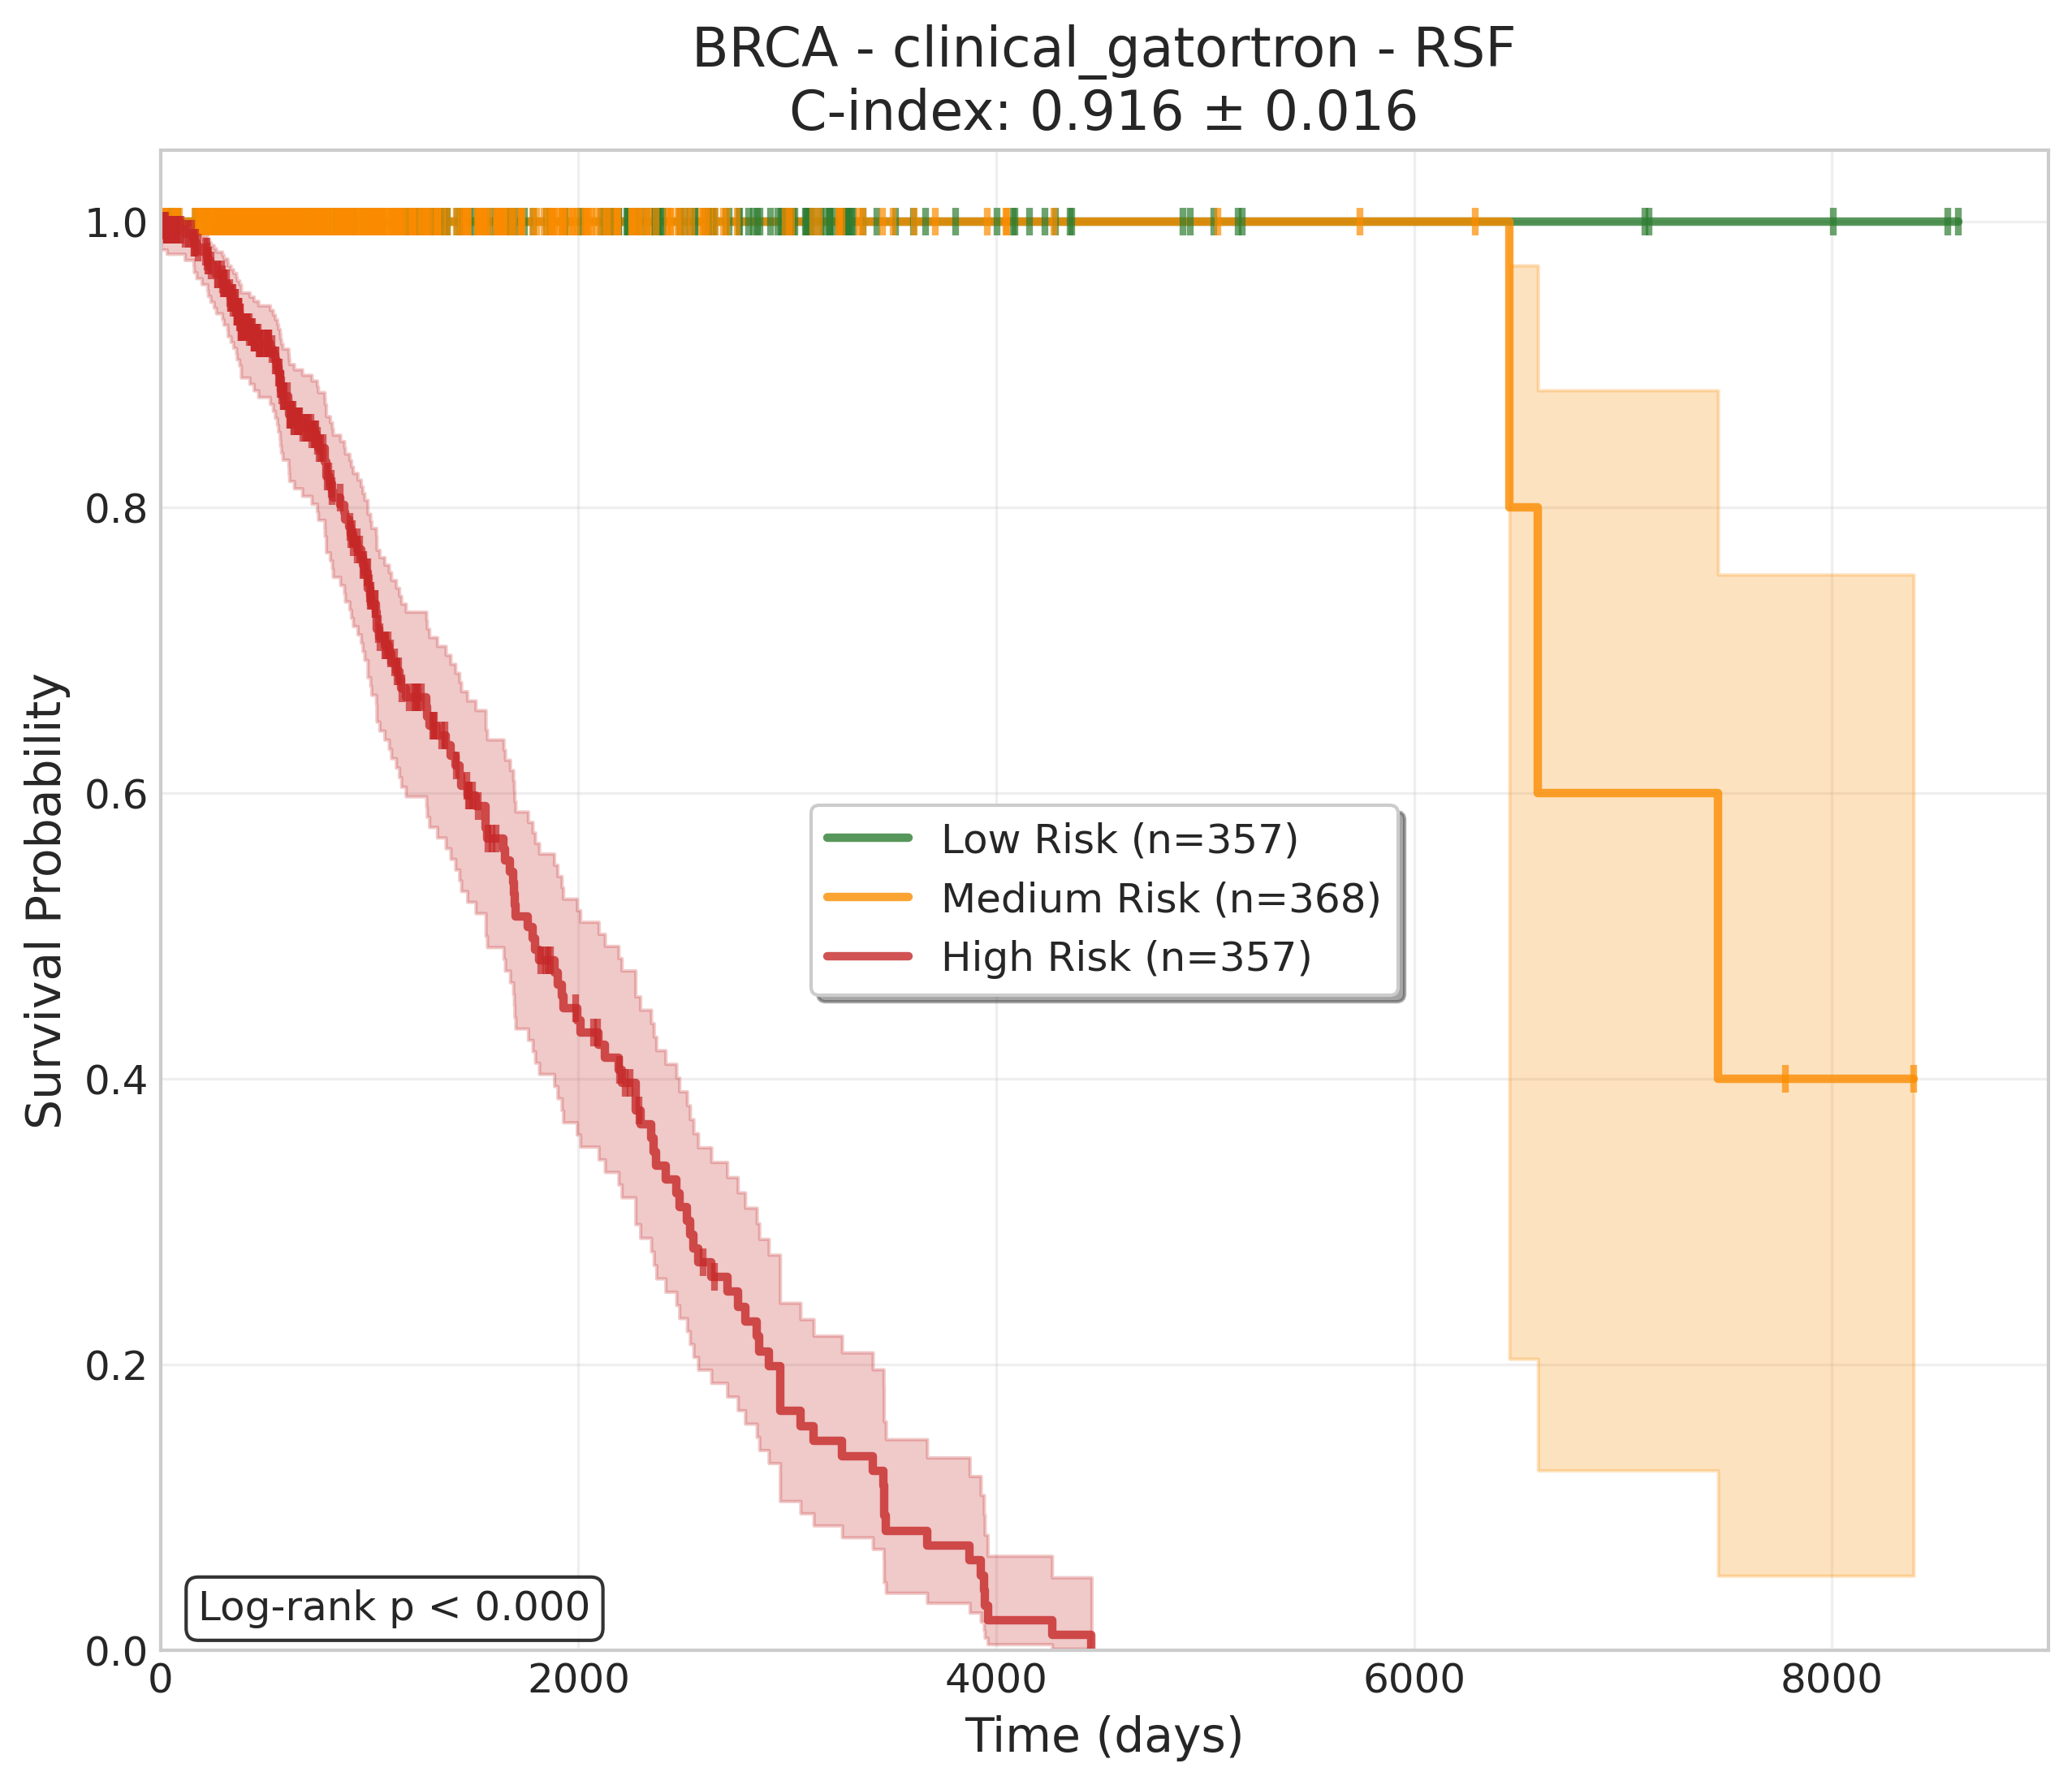 BRCA - clinical_gatortron - RSF
C-index: 0.916 ± 0.016
Survival Probability
1.0
0.8
0.6
0.4
0.2
0.0
Low Risk (n=357)
Medium Risk (n=368)
High Risk (n=357)
Log-rank p < 0.000
0 2000 4000 6000 8000
Time (days)